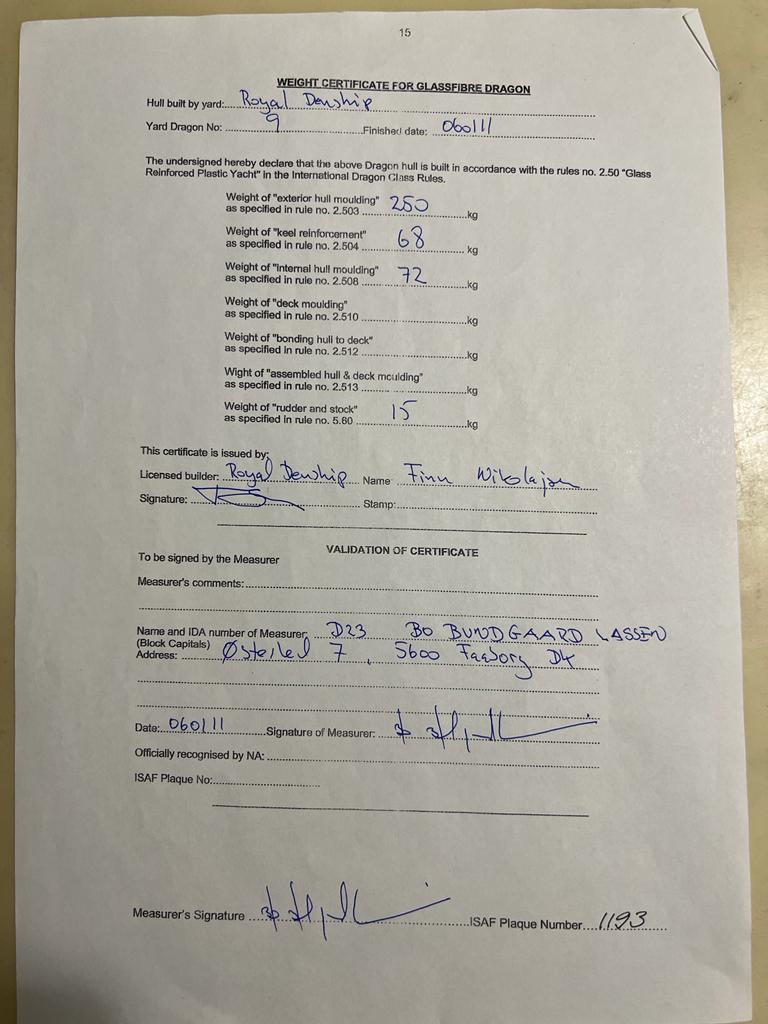 15
WEIGHT CERTIFICATE FOR GLASSFIBRE DRAGON
Hull built by yard:.... Royal Denship
Yard Dragon No: .... 9 .... Finished date: 060111
The undersigned hereby declare that the above Dragon hull is built in accordance with the rules no. 2.50 "Glass
Reinforced Plastic Yacht" in the International Dragon Class Rules.
Weight of "exterior hull moulding" 250
as specified in rule no. 2.503 ....kg
Weight of "keel reinforcement" 68
as specified in rule no. 2.504 .... kg
Weight of "internal hull moulding" 72
as specified in rule no. 2.508 ....kg
Weight of "deck moulding"
as specified in rule no. 2.510 ....kg
Weight of "bonding hull to deck"
as specified in rule no. 2.512 ....kg
Wight of "assembled hull & deck moulding"
as specified in rule no. 2.513 ....kg
Weight of "rudder and stock" 15
as specified in rule no. 5.60 ....kg
This certificate is issued by:
Licensed builder: Royal Denship .... Name Finn Nikolajsen
Signature: .... Stamp:....
VALIDATION OF CERTIFICATE
To be signed by the Measurer
Measurer's comments:....
Name and IDA number of Measurer D23 BO BUNDGAARD LASSEN
(Block Capitals)
Address: .... Østerled 7, 5600 Faaborg DK
Date: 060111 ....Signature of Measurer: ....
Officially recognised by NA: ....
ISAF Plaque No:....
Measurer's Signature .... ISAF Plaque Number.... 1193